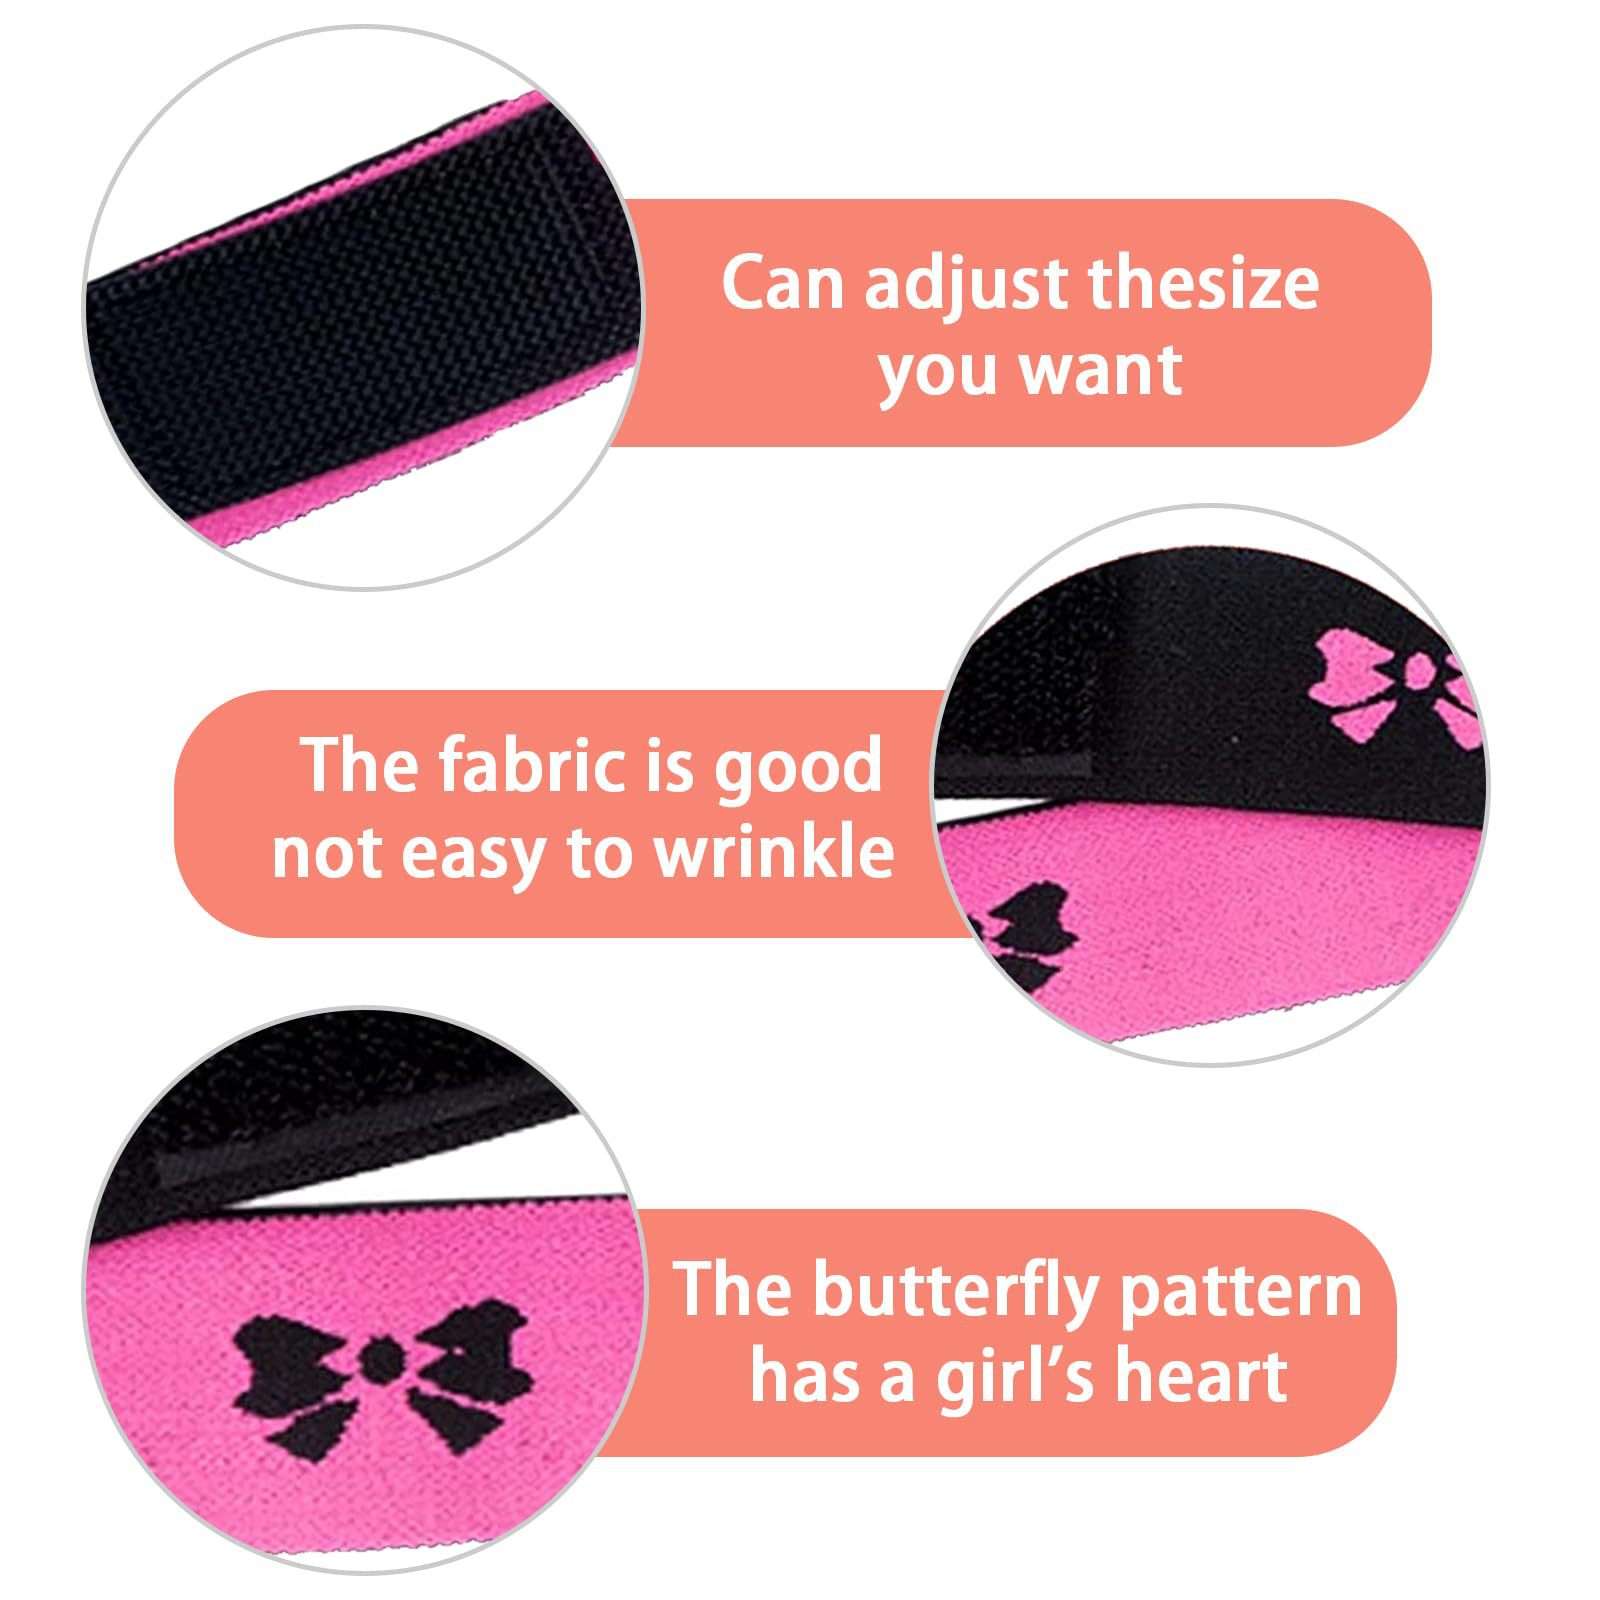 Can adjust thesize
you want
The fabric is good
not easy to wrinkle
The butterfly pattern
has a girl’s heart